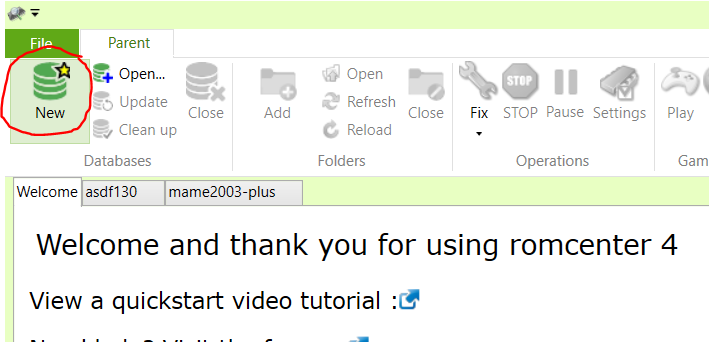 File Parent
New
Open...
Update
Clean up
Close
Databases
Add
Open
Refresh
Reload
Close
Folders
Fix
STOP
STOP
Pause
Settings
Operations
Play
Gam
Welcome asdf130 mame2003-plus
Welcome and thank you for using romcenter 4
View a quickstart video tutorial :